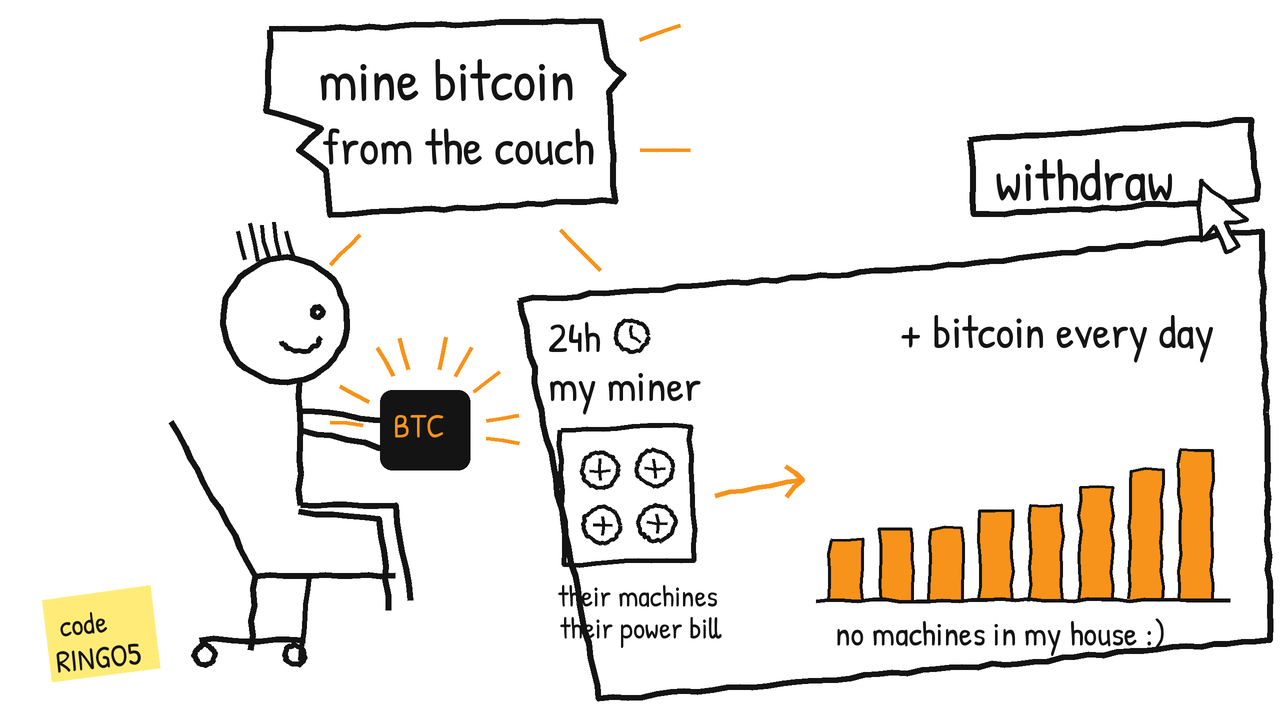 mine bitcoin
from the couch
withdraw
24h
my miner
+ bitcoin every day
BTC
their machines
their power bill
no machines in my house :)
code
RINGO5